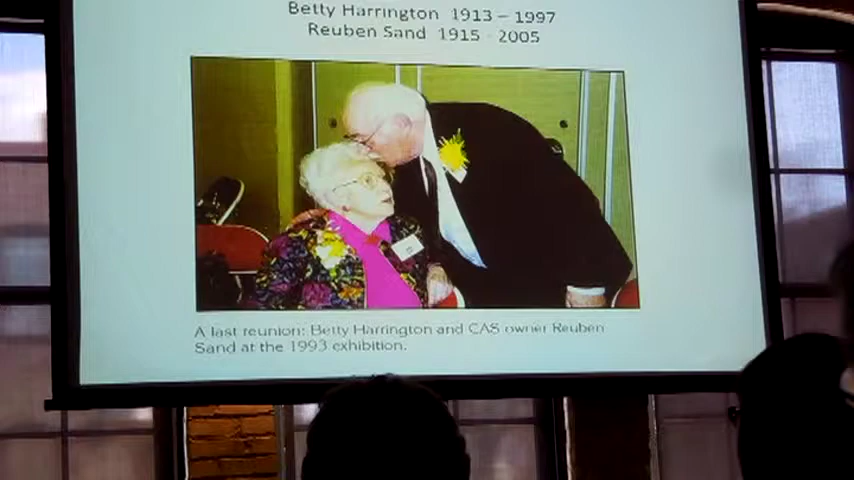 Betty Harrington 1913 – 1997
Reuben Sand 1915 - 2005
A last reunion: Betty Harrington and CAS owner Reuben
Sand at the 1993 exhibition.